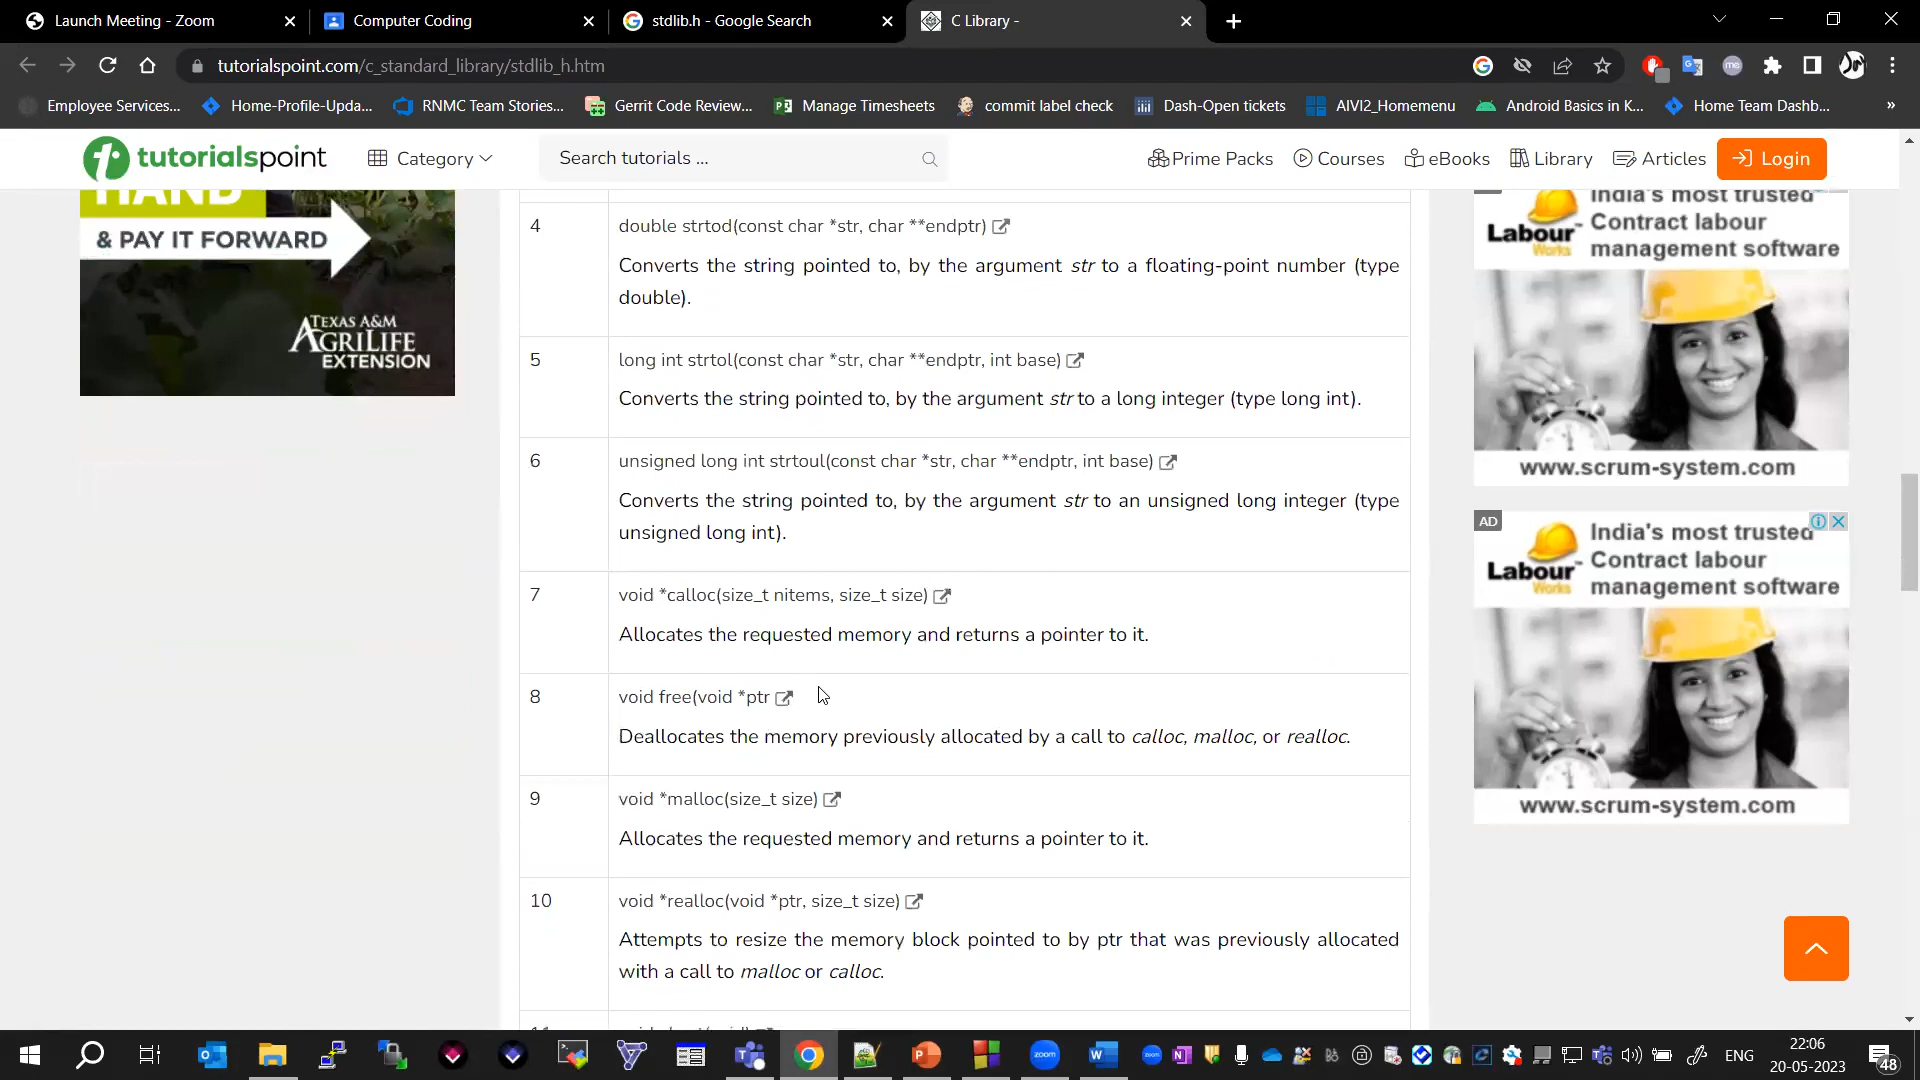 Launch Meeting - Zoom
Computer Coding
stdlib.h - Google Search
C Library -
tutorialspoint.com/c_standard_library/stdlib_h.htm
Employee Services...
Home-Profile-Upda...
RNMC Team Stories...
Gerrit Code Review...
Manage Timesheets
commit label check
Dash-Open tickets
AIVI2_Homemenu
Android Basics in K...
Home Team Dashb...
»
tutorialspoint
Category
Search tutorials ...
Prime Packs
Courses
eBooks
Library
Articles
Login
HAND
& PAY IT FORWARD
TEXAS A&M
AGRILIFE
EXTENSION
4
double strtod(const char *str, char **endptr)
Converts the string pointed to, by the argument str to a floating-point number (type
double).
5
long int strtol(const char *str, char **endptr, int base)
Converts the string pointed to, by the argument str to a long integer (type long int).
6
unsigned long int strtoul(const char *str, char **endptr, int base)
Converts the string pointed to, by the argument str to an unsigned long integer (type
unsigned long int).
7
void *calloc(size_t nitems, size_t size)
Allocates the requested memory and returns a pointer to it.
8
void free(void *ptr
Deallocates the memory previously allocated by a call to calloc, malloc, or realloc.
9
void *malloc(size_t size)
Allocates the requested memory and returns a pointer to it.
10
void *realloc(void *ptr, size_t size)
Attempts to resize the memory block pointed to by ptr that was previously allocated
with a call to malloc or calloc.
India's most trusted
Contract labour
management software
Labour
Works
www.scrum-system.com
AD
India's most trusted
Contract labour
management software
Labour
Works
www.scrum-system.com
zoom
ENG
22:06
20-05-2023
48